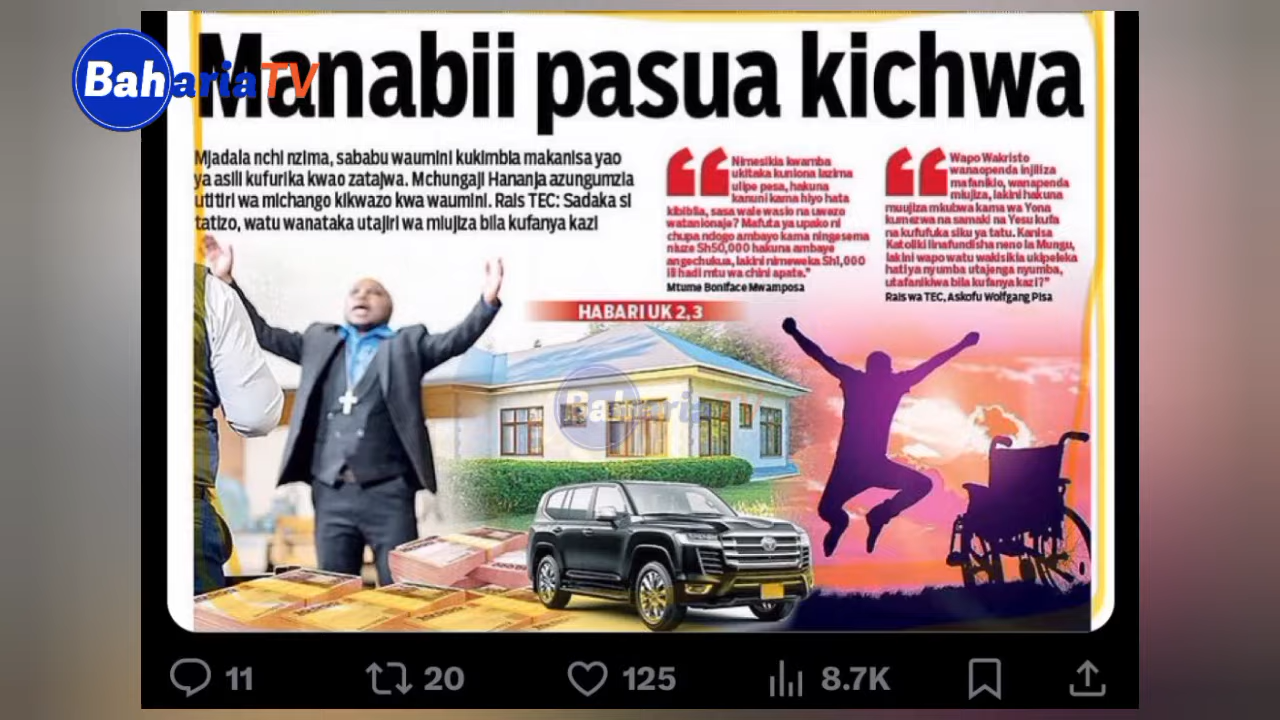 BahariaTV
Manabii pasua kichwa
Mjadala nchi nzima, sababu waumini kukimbia makanisa yao
ya asili kufurika kwao zatajwa. Mchungaji Hananja azungumzia
utitiri wa michango kikwazo kwa waumini. Rais TEC: Sadaka si
tatizo, watu wanataka utajiri wa miujiza bila kufanya kazi
Nimesikia kwamba
ukitaka kuniona lazima
ulipe pesa, hakuna
kanuni kama hiyo hata
kibiblia, sasa wale wasio na uwezo
watanionaje? Mafuta ya upako ni
chupa ndogo ambayo kama ningesema
niuze Sh50,000 hakuna ambaye
angechukua, lakini nimeweka Sh1,000
ili hadi mtu wa chini apate."
Mtume Boniface Mwamposa
Wapo Wakristo
wanaopenda injiliza
mafanikio, wanapenda
miujiza, lakini hakuna
muujiza mkubwa kama wa Yona
kumezwa na samaki na Yesu kufa
na kufufuka siku ya tatu. Kanisa
Katoliki linafundisha neno la Mungu,
lakini wapo watu wakisikia ukipeleka
hati ya nyumba utajenga nyumba,
utafanikiwa bila kufanya kazi?"
Rais wa TEC, Askofu Wolfgang Pisa
HABARI UK 2,3
BahariaTV
11 20 125 8.7K